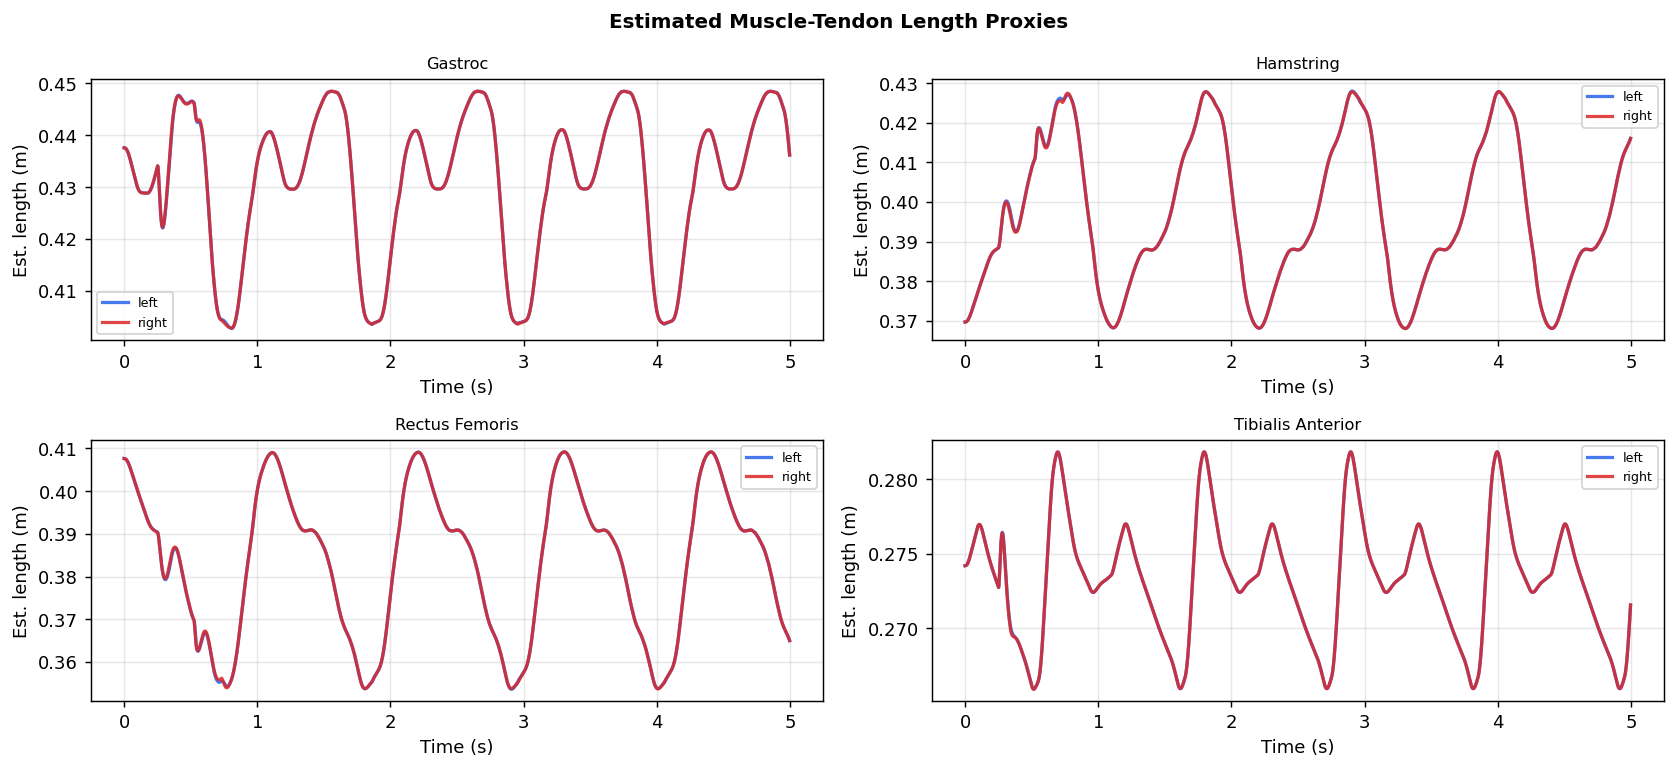 Estimated Muscle-Tendon Length Proxies
Gastroc
Est. length (m)
0.45
0.44
0.43
0.42
0.41
left
right
0 1 2 3 4 5
Time (s)
Hamstring
Est. length (m)
0.43
0.42
0.41
0.40
0.39
0.38
0.37
left
right
0 1 2 3 4 5
Time (s)
Rectus Femoris
Est. length (m)
0.41
0.40
0.39
0.38
0.37
0.36
left
right
0 1 2 3 4 5
Time (s)
Tibialis Anterior
Est. length (m)
0.280
0.275
0.270
left
right
0 1 2 3 4 5
Time (s)